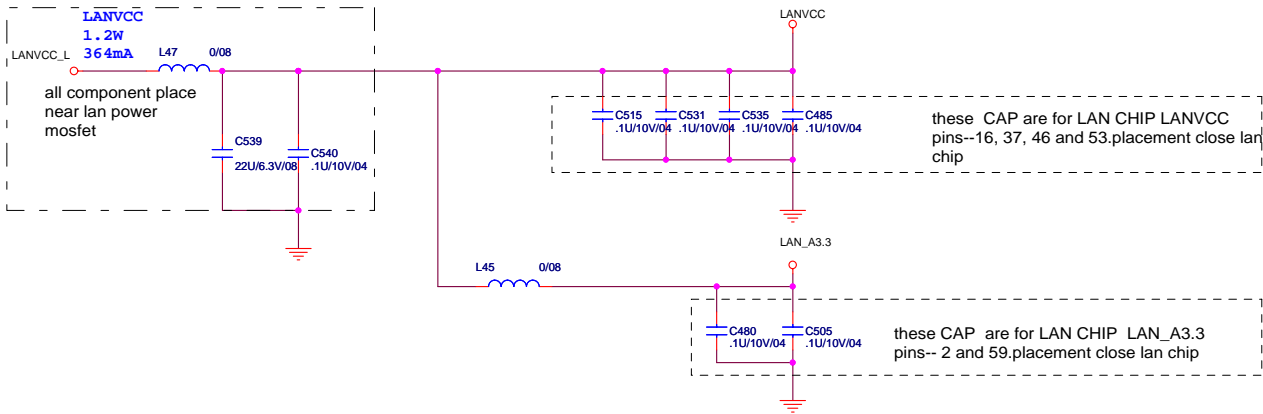 LANVCC
1.2W
364mA
LANVCC_L
L47
0/08
all component place
near lan power
mosfet
C539
22U/6.3V/08
C540
.1U/10V/04
LANVCC
C515
.1U/10V/04
C531
.1U/10V/04
C535
.1U/10V/04
C485
.1U/10V/04
these CAP are for LAN CHIP LANVCC
pins--16, 37, 46 and 53.placement close lan
chip
LAN_A3.3
L45
0/08
C480
.1U/10V/04
C505
.1U/10V/04
these CAP are for LAN CHIP LAN_A3.3
pins-- 2 and 59.placement close lan chip